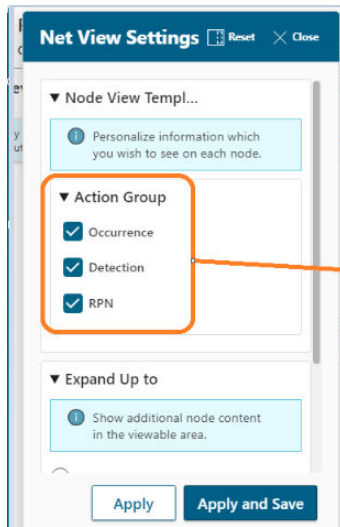 Net View Settings Reset Close
▼ Node View Templ...
Personalize information which
you wish to see on each node.
▼ Action Group
Occurrence
Detection
RPN
▼ Expand Up to
Show additional node content
in the viewable area.
Apply Apply and Save